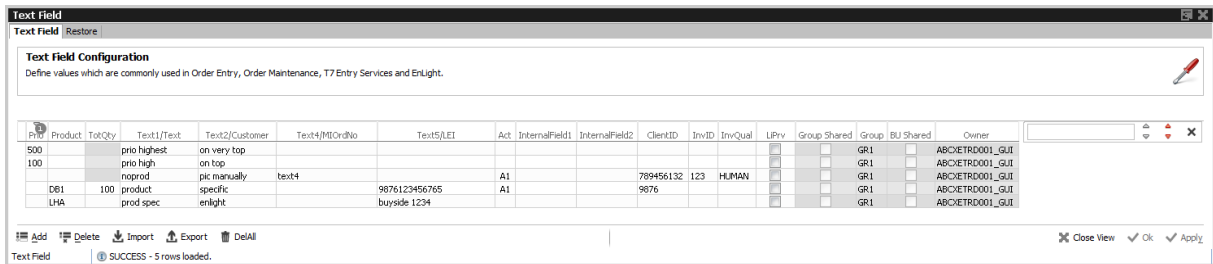 Text Field
Text Field Restore
Text Field Configuration
Define values which are commonly used in Order Entry, Order Maintenance, T7 Entry Services and EnLight.
1
Prio Product TotQty Text1/Text Text2/Customer Text4/MIOrdNo Text5/LEI Act InternalField1 InternalField2 ClientID InvID InvQual LiPrv Group Shared Group BU Shared Owner
500 prio highest on very top GR1 ABCXETRD001_GUI
100 prio high on top GR1 ABCXETRD001_GUI
noprod pic manually text4 A1 789456132 123 HUMAN GR1 ABCXETRD001_GUI
DB1 100 product specific 9876123456765 A1 9876 GR1 ABCXETRD001_GUI
LHA prod spec enlight buyside 1234 GR1 ABCXETRD001_GUI
Add Delete Import Export DelAll Close View Ok Apply
Text Field SUCCESS - 5 rows loaded.